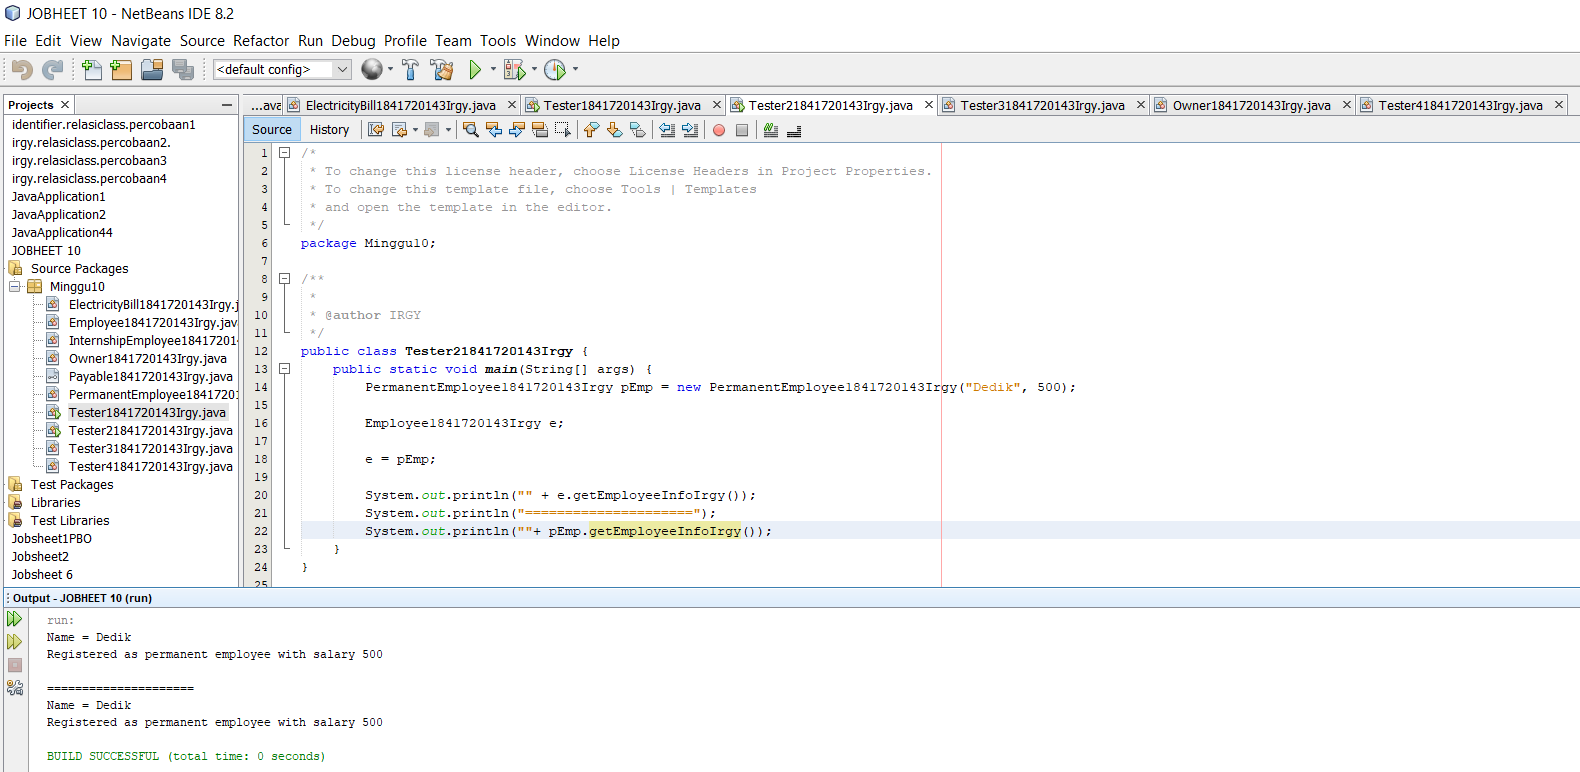 JOBHEET 10 - NetBeans IDE 8.2
File Edit View Navigate Source Refactor Run Debug Profile Team Tools Window Help
<default config>
Projects
identifier.relasiclass.percobaan1
irgy.relasiclass.percobaan2.
irgy.relasiclass.percobaan3
irgy.relasiclass.percobaan4
JavaApplication1
JavaApplication2
JavaApplication44
JOBHEET 10
Source Packages
Minggu10
ElectricityBill1841720143Irgy.j
Employee1841720143Irgy.jav
InternshipEmployee18417201
Owner1841720143Irgy.java
Payable1841720143Irgy.java
PermanentEmployee1841720
Tester1841720143Irgy.java
Tester21841720143Irgy.java
Tester31841720143Irgy.java
Tester41841720143Irgy.java
Test Packages
Libraries
Test Libraries
Jobsheet1PBO
Jobsheet2
Jobsheet 6
...ava ElectricityBill1841720143Irgy.java Tester1841720143Irgy.java Tester21841720143Irgy.java Tester31841720143Irgy.java Owner1841720143Irgy.java Tester41841720143Irgy.java
Source History
1 /*
2 * To change this license header, choose License Headers in Project Properties.
3 * To change this template file, choose Tools | Templates
4 * and open the template in the editor.
5 */
6 package Minggu10;
7
8 /**
9 *
10 * @author IRGY
11 */
12 public class Tester21841720143Irgy {
13 public static void main(String[] args) {
14 PermanentEmployee1841720143Irgy pEmp = new PermanentEmployee1841720143Irgy("Dedik", 500);
15
16 Employee1841720143Irgy e;
17
18 e = pEmp;
19
20 System.out.println("" + e.getEmployeeInfoIrgy());
21 System.out.println("=====================");
22 System.out.println(""+ pEmp.getEmployeeInfoIrgy());
23 }
24 }
25
Output - JOBHEET 10 (run)
run:
Name = Dedik
Registered as permanent employee with salary 500
=====================
Name = Dedik
Registered as permanent employee with salary 500
BUILD SUCCESSFUL (total time: 0 seconds)